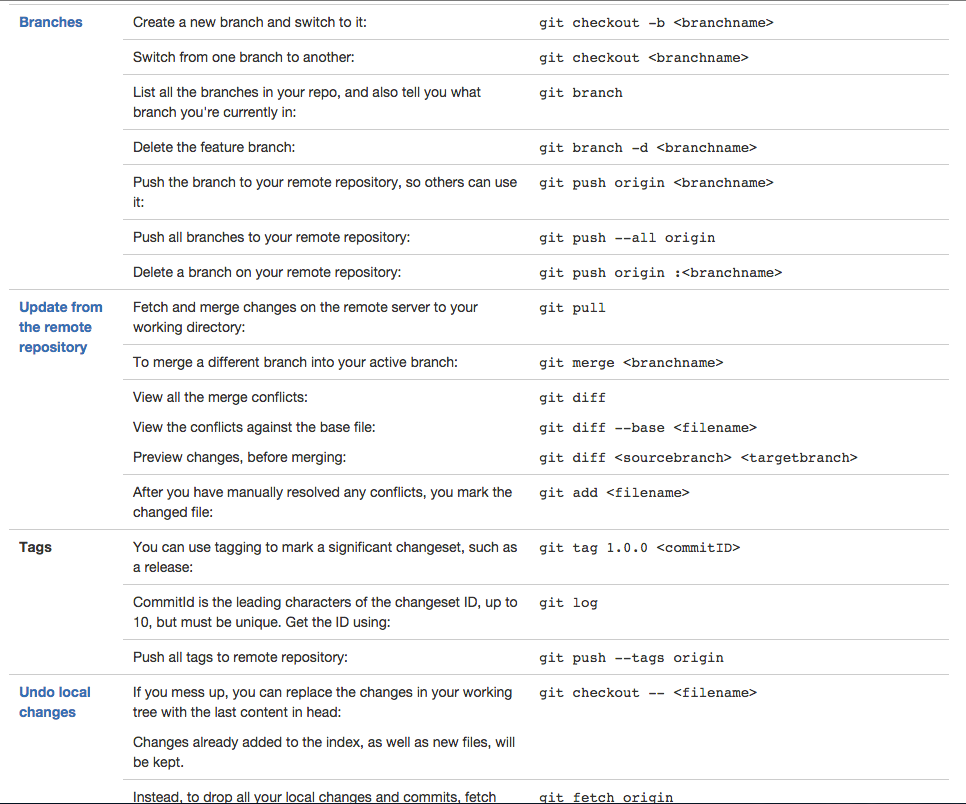 Branches
Create a new branch and switch to it:
git checkout -b <branchname>
Switch from one branch to another:
git checkout <branchname>
List all the branches in your repo, and also tell you what
branch you're currently in:
git branch
Delete the feature branch:
git branch -d <branchname>
Push the branch to your remote repository, so others can use
it:
git push origin <branchname>
Push all branches to your remote repository:
git push --all origin
Delete a branch on your remote repository:
git push origin :<branchname>
Update from
the remote
repository
Fetch and merge changes on the remote server to your
working directory:
git pull
To merge a different branch into your active branch:
git merge <branchname>
View all the merge conflicts:
git diff
View the conflicts against the base file:
git diff --base <filename>
Preview changes, before merging:
git diff <sourcebranch> <targetbranch>
After you have manually resolved any conflicts, you mark the
changed file:
git add <filename>
Tags
You can use tagging to mark a significant changeset, such as
a release:
git tag 1.0.0 <commitID>
CommitId is the leading characters of the changeset ID, up to
10, but must be unique. Get the ID using:
git log
Push all tags to remote repository:
git push --tags origin
Undo local
changes
If you mess up, you can replace the changes in your working
tree with the last content in head:
git checkout -- <filename>
Changes already added to the index, as well as new files, will
be kept.
Instead, to drop all your local changes and commits, fetch
git fetch origin